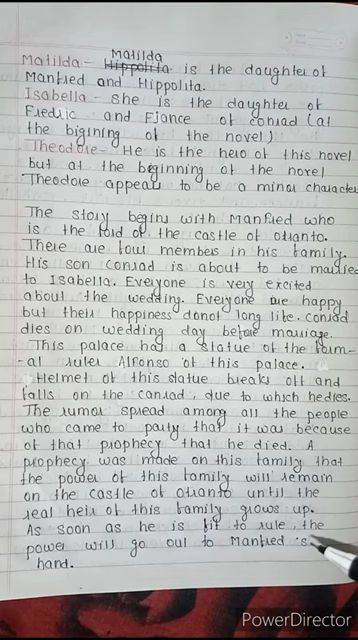 Matilda
Matilda - Hippolita is the daughter of
Manfred and Hippolita.
Isabella - she is the daughter of
Fredric and Fiance of conrad (at
the bigining of the novel)
Theodore - He is the hero of this novel
but at the beginning of the novel
Theodore appears to be a minor character
The story begins with Manfred who
is the lord of the castle of otranto.
There are four members in his family.
His son conrad is about to be married
to Isabella. Everyone is very excited
about the wedding. Everyone are happy
but their happiness donot long life. conrad
dies on wedding day before mariage.
This palace has a statue of the form-
-al ruler Alfonso of this palace.
Helmet of this statue breaks off and
falls on the canrad, due to which he dies.
The rumor spread among all the people
who came to party that it was because
of that prophecy that he died. A
prophecy was made on this family that
the power of this family will remain
on the castle of otranto until the
real heir of this family grows up.
As soon as he is fit to rule, the
power will go out to Manfred's
hand.
PowerDirector